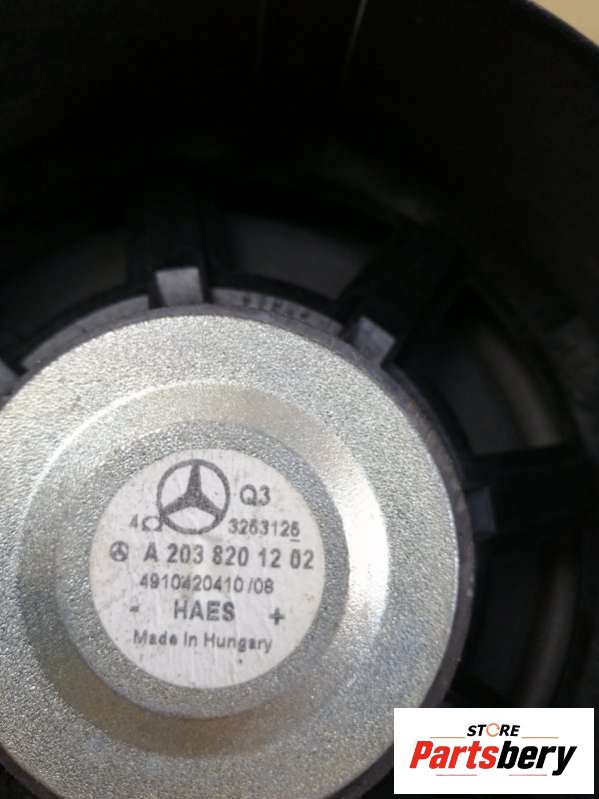 Q3
4Ω 3263126
A 203 820 12 02
4910420410/08
- HAES +
Made in Hungary
STORE
Partsbery